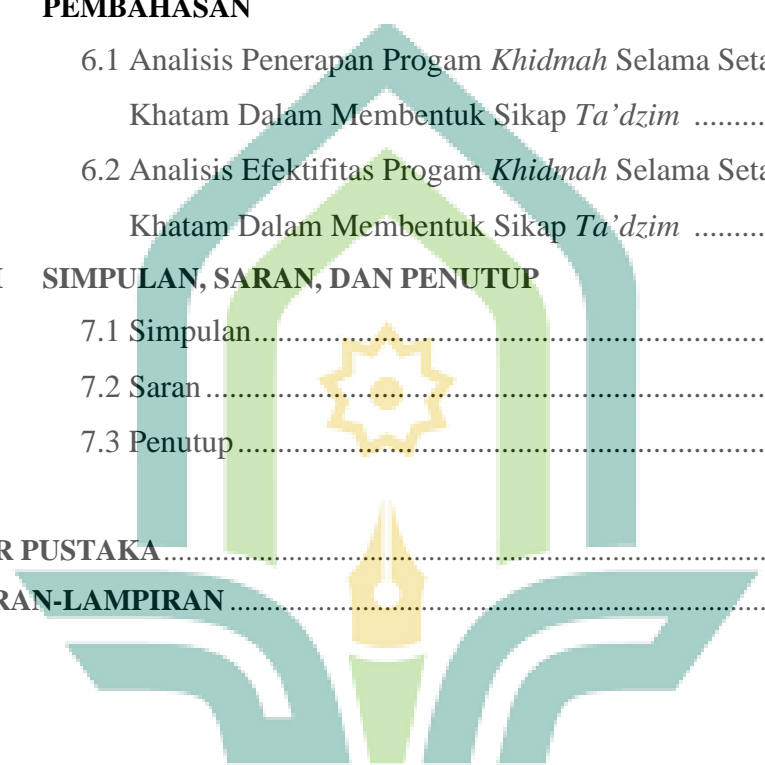 PEMBAHASAN
6.1 Analisis Penerapan Progam Khidmah Selama
Khatam Dalam Membentuk Sikap Ta’dzim ..........
6.2 Analisis Efektifitas Progam Khidmah Selama
Khatam Dalam Membentuk Sikap Ta’dzim ..........
SIMPULAN, SARAN, DAN PENUTUP
7.1 Simpulan..........
7.2 Saran ..........
7.3 Penutup..........
PUSTAKA..........
RAN-LAMPIRAN ..........